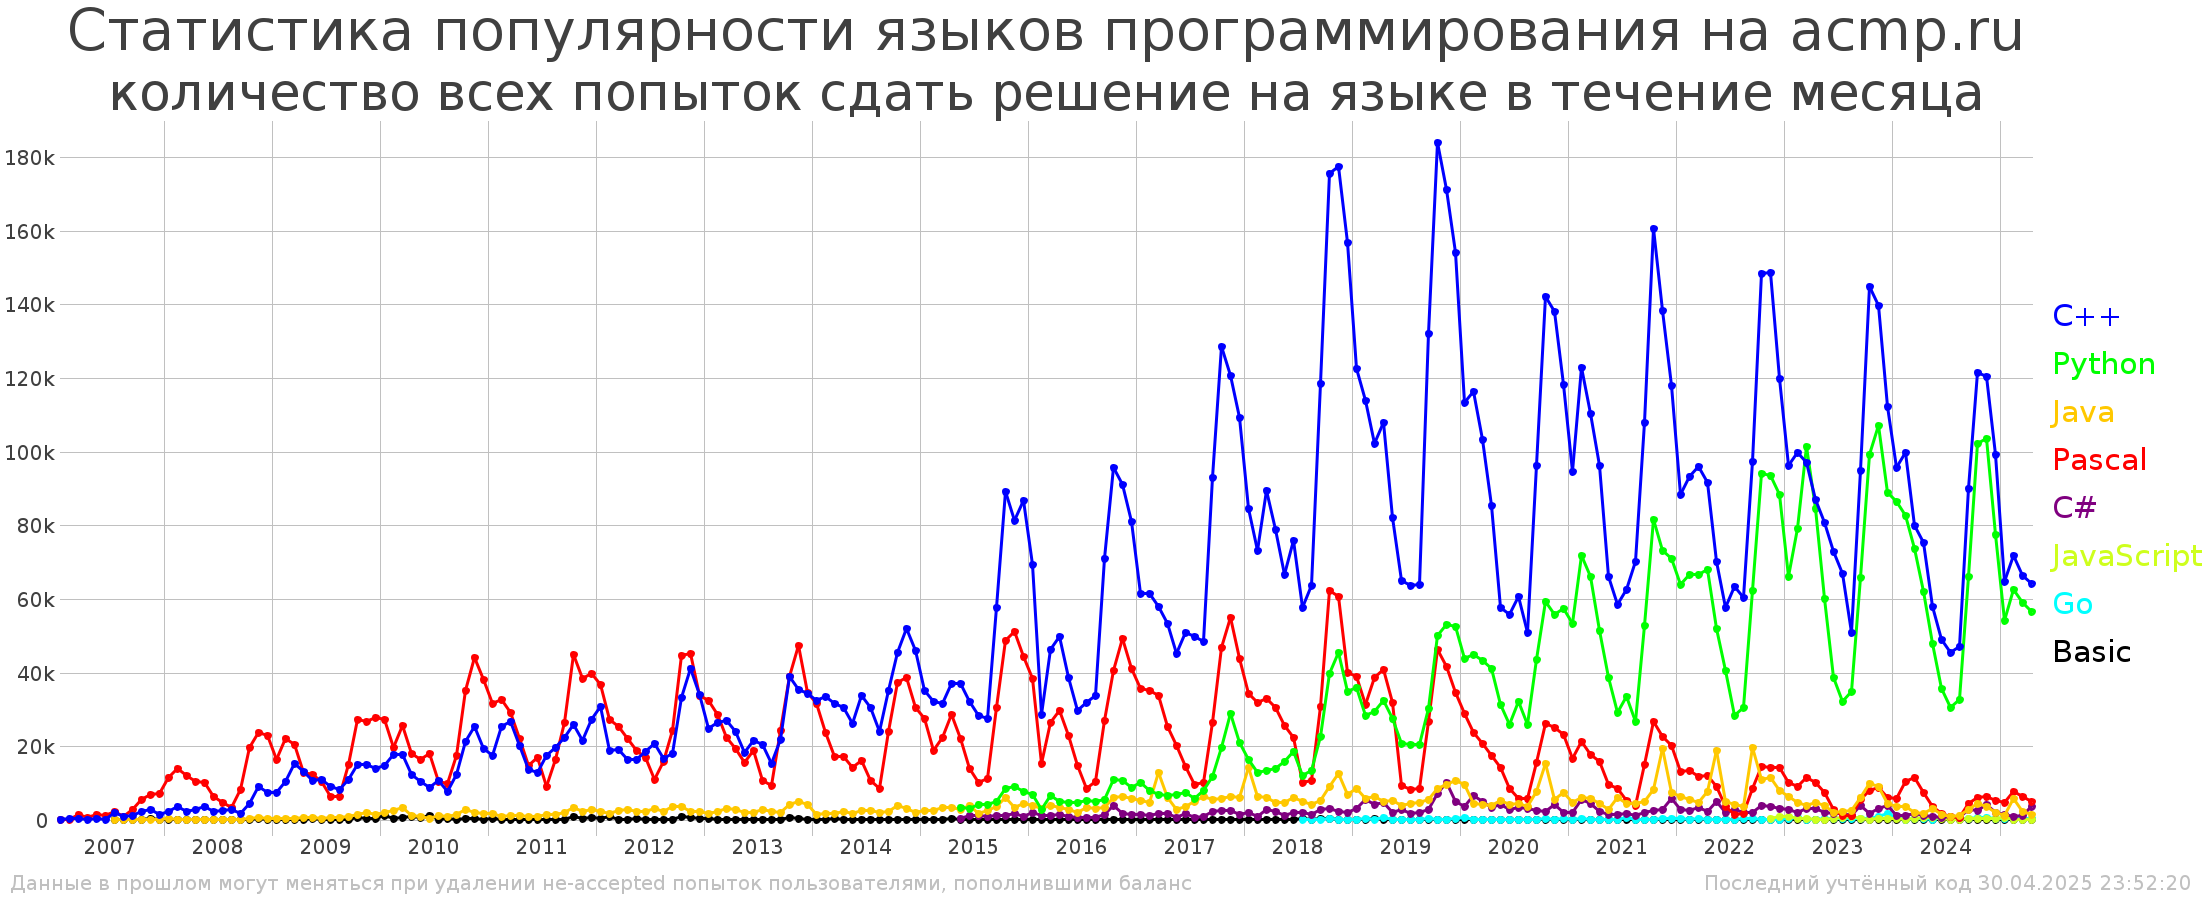 Статистика популярности языков программирования на acmp.ru
количество всех попыток сдать решение на языке в течение месяца
180k
160k
140k
120k
100k
80k
60k
40k
20k
0
2007 2008 2009 2010 2011 2012 2013 2014 2015 2016 2017 2018 2019 2020 2021 2022 2023 2024
C++
Python
Java
Pascal
C#
JavaScript
Go
Basic
Данные в прошлом могут меняться при удалении не-accepted попыток пользователями, пополнившими баланс
Последний учтённый код 30.04.2025 23:52:20